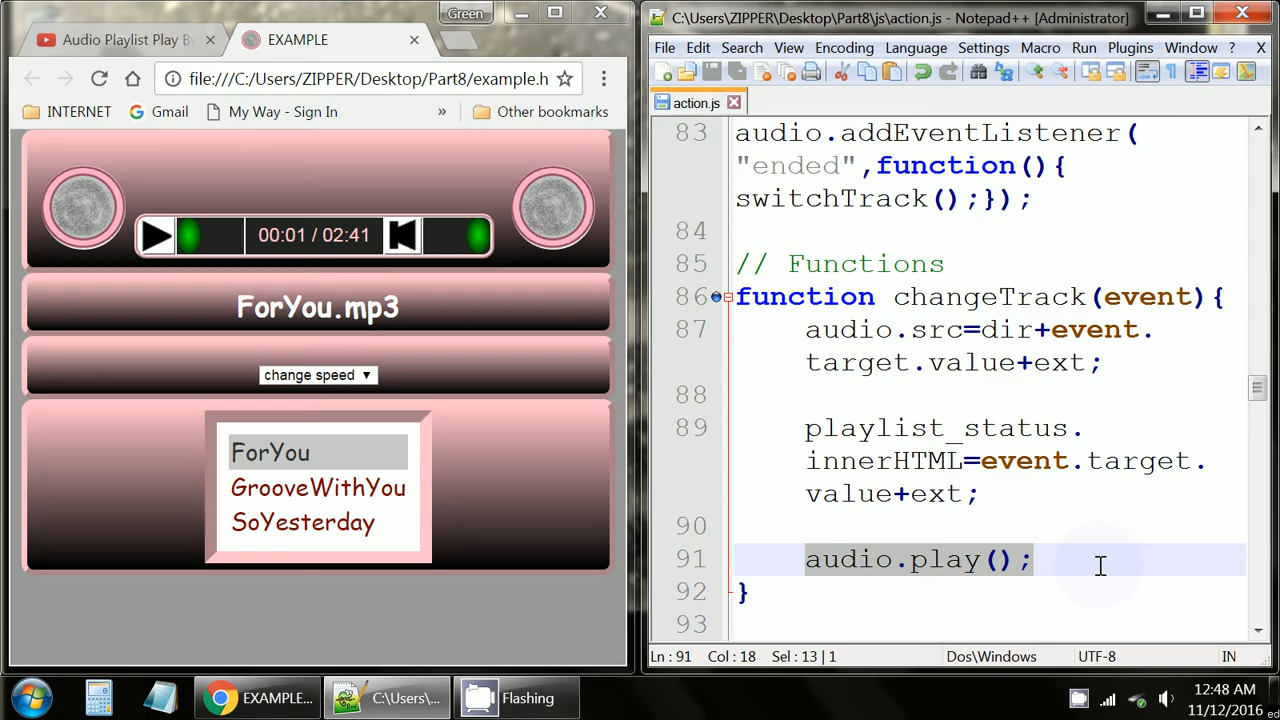 Green
Audio Playlist Play B
EXAMPLE
file:///C:/Users/ZIPPER/Desktop/Part8/example.h
INTERNET
Gmail
My Way - Sign In
»
Other bookmarks
00:01 / 02:41
ForYou.mp3
change speed
ForYou
GrooveWithYou
SoYesterday
C:\Users\ZIPPER\Desktop\Part8\js\action.js - Notepad++ [Administrator]
File Edit Search View Encoding Language Settings Macro Run Plugins Window ? X
action.js
83 audio.addEventListener(
"ended",function(){
switchTrack();});
84
85 // Functions
86 function changeTrack(event){
87 audio.src=dir+event.
target.value+ext;
88
89 playlist_status.
innerHTML=event.target.
value+ext;
90
91 audio.play();
92 }
93
Ln : 91 Col : 18 Sel : 13 | 1 Dos\Windows UTF-8 IN
EXAMPLE...
C:\Users\...
Flashing
12:48 AM
11/12/2016
ed